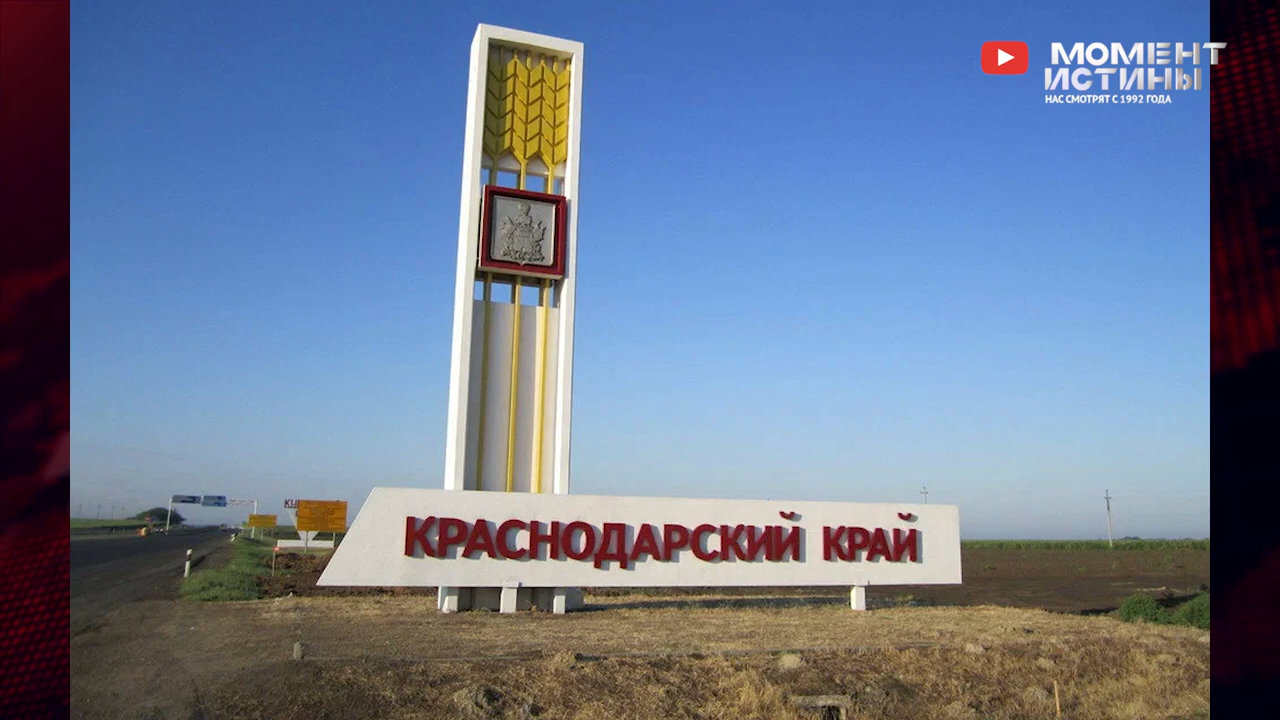 МОМЕНТ
ИСТИНЫ
НАС СМОТРЯТ С 1992 ГОДА
КРАСНОДАРСКИЙ КРАЙ